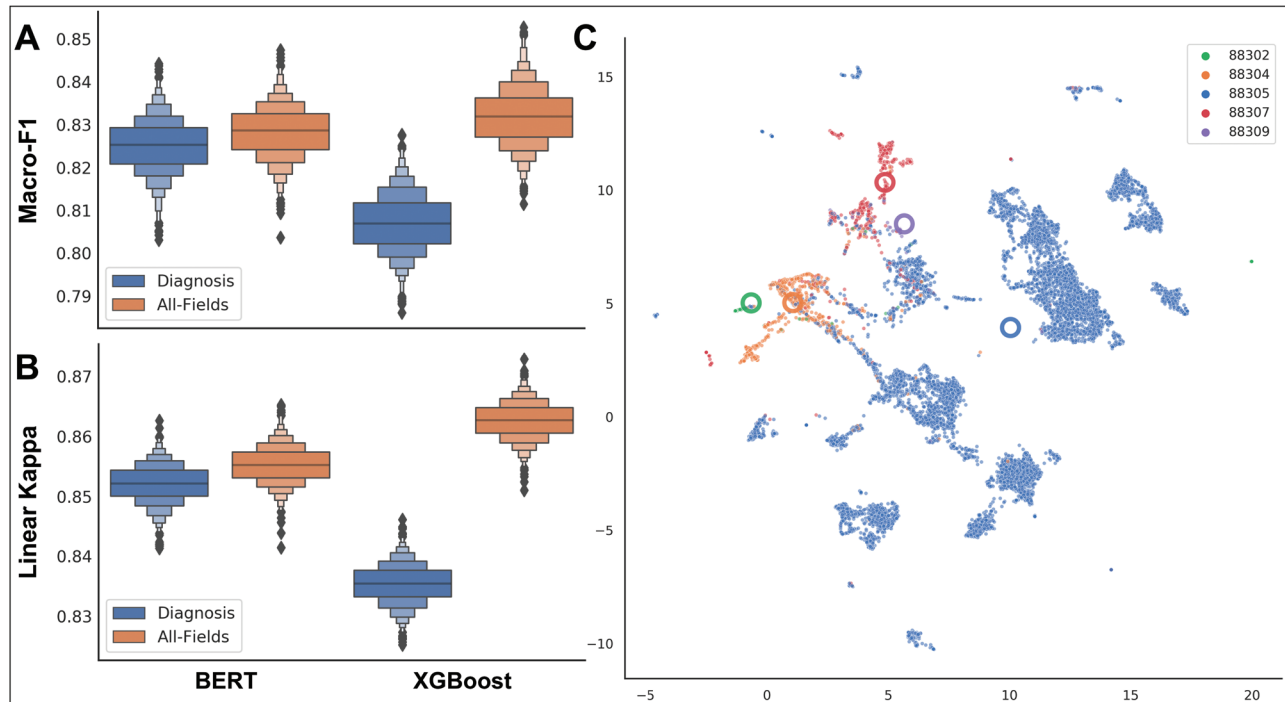 A
Macro-F1
0.85
0.84
0.83
0.82
0.81
0.80
0.79
Diagnosis
All-Fields
B
Linear Kappa
0.87
0.86
0.85
0.84
0.83
Diagnosis
All-Fields
BERT
XGBoost
C
15
10
5
0
−5
−10
−5
0
5
10
15
20
88302
88304
88305
88307
88309